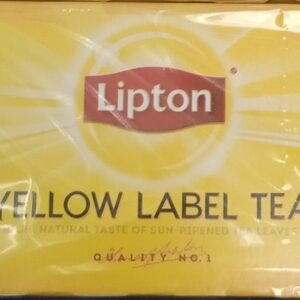 Lipton
YELLOW LABEL TEA
NATURAL TASTE OF SUN-RIPENED TEA LEAVES
QUALITY NO.1